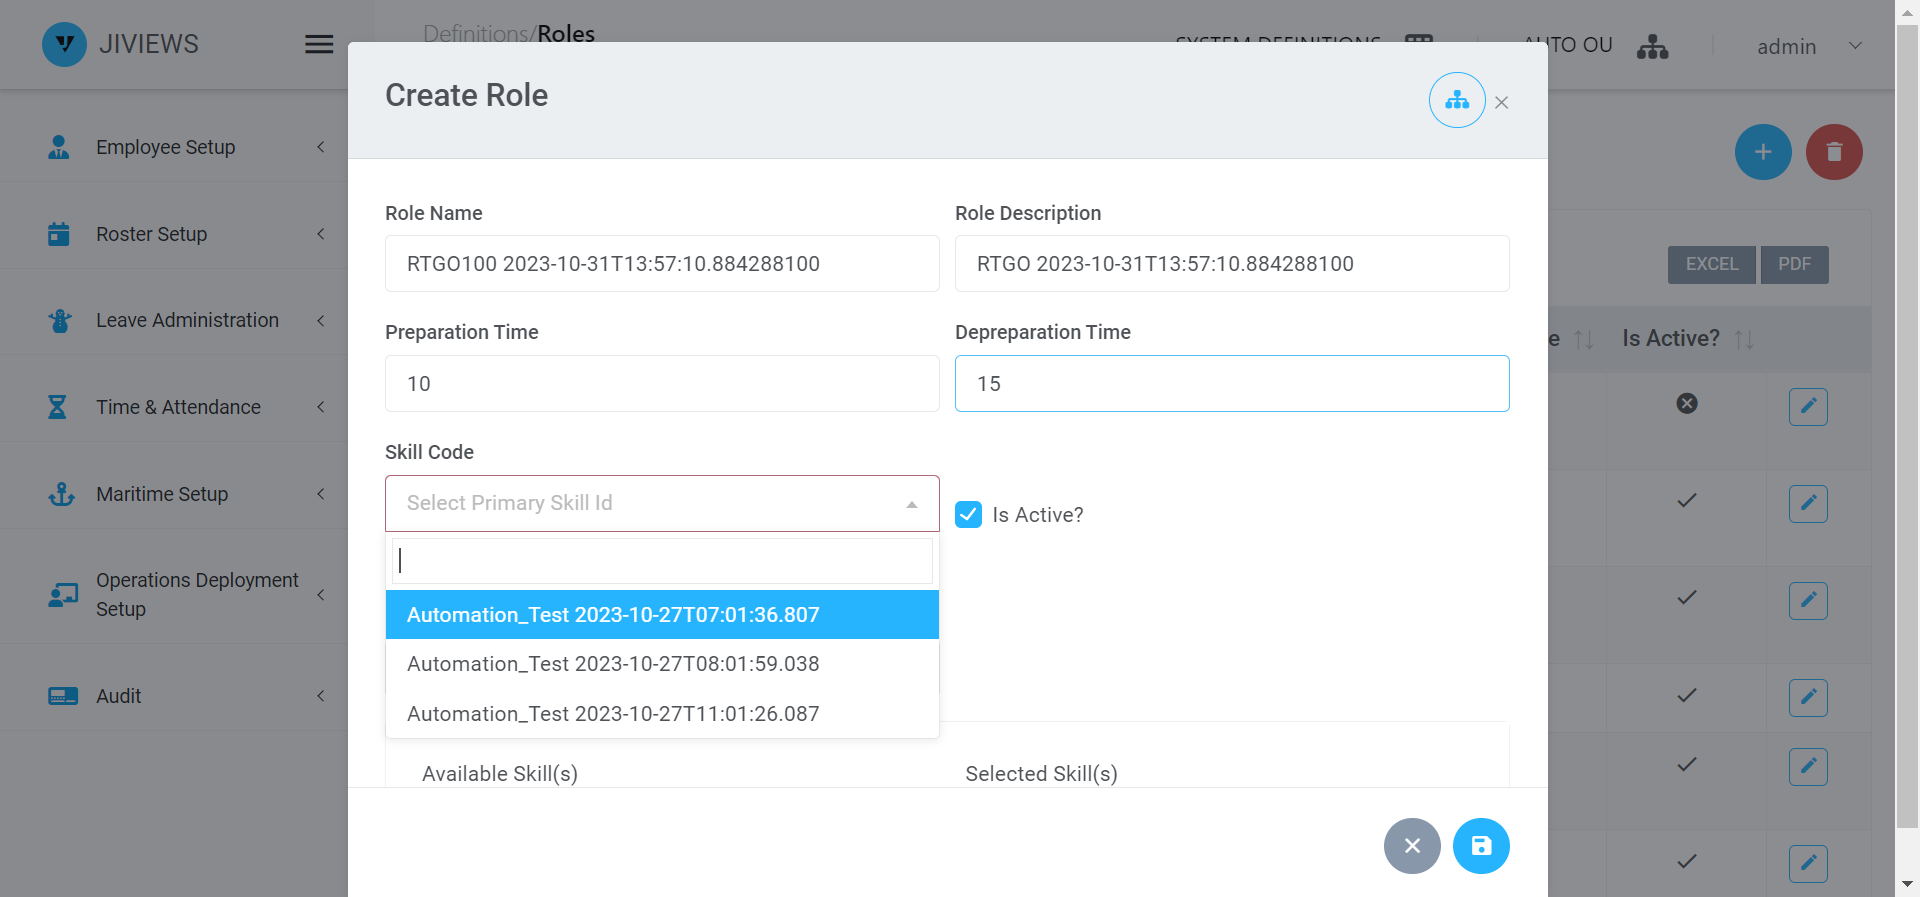 JIVIEWS
Definitions/Roles
SYSTEM DEFINITIONS
AUTO OU
admin
Create Role
Employee Setup
Roster Setup
Leave Administration
Time & Attendance
Maritime Setup
Operations Deployment
Setup
Audit
Role Name
Role Description
RTGO100 2023-10-31T13:57:10.884288100
RTGO 2023-10-31T13:57:10.884288100
Preparation Time
Depreparation Time
10
15
Skill Code
Select Primary Skill Id
Is Active?
Automation_Test 2023-10-27T07:01:36.807
Automation_Test 2023-10-27T08:01:59.038
Automation_Test 2023-10-27T11:01:26.087
Available Skill(s)
Selected Skill(s)
EXCEL
PDF
e
Is Active?